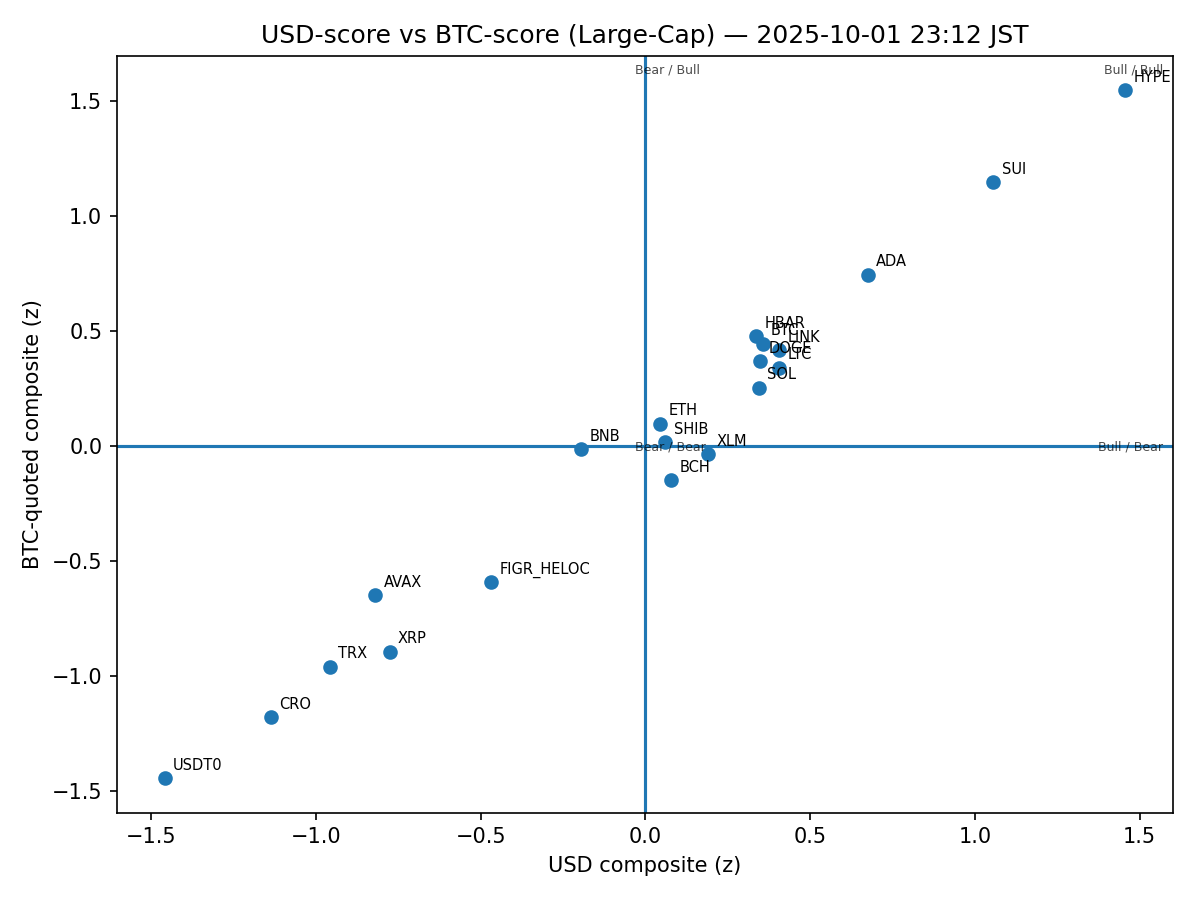 USD-score vs BTC-score (Large-Cap) — 2025-10-01 23:12 JST
Bear / Bull
Bull / Bull
HYPE
1.5
SUI
1.0
ADA
HBAR
BTC
LINK
0.5
DOGE
LTC
SOL
ETH
SHIB
BNB
XLM
0.0
Bear / Bear
Bull / Bear
BCH
FIGR_HELOC
−0.5
AVAX
XRP
TRX
−1.0
CRO
USDT0
−1.5
BTC-quoted composite (z)
−1.5 −1.0 −0.5 0.0 0.5 1.0 1.5
USD composite (z)